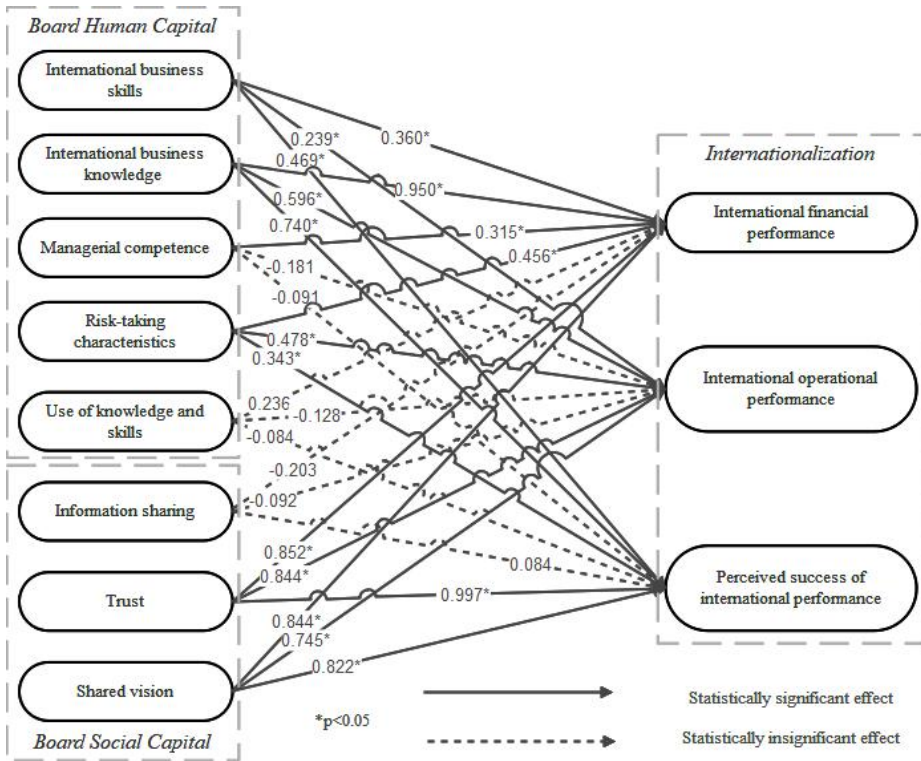 Board Human Capital
International business
skills
International business
knowledge
Managerial competence
Risk-taking
characteristics
Use of knowledge and
skills
Information sharing
Trust
Shared vision
Board Social Capital
0.239*
0.360*
0.469*
0.950*
0.596*
0.740*
0.315*
0.456*
-0.181
-0.091
0.478*
0.343*
0.236
-0.128*
-0.084
-0.203
-0.092
0.084
0.852*
0.844*
0.997*
0.844*
0.745*
0.822*
Internationalization
International financial
performance
International operational
performance
Perceived success of
international performance
*p<0.05
Statistically significant effect
Statistically insignificant effect